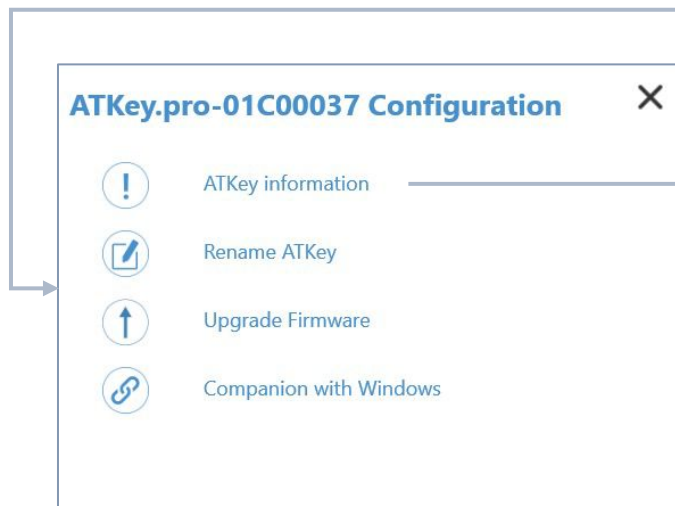 ATKey.pro-01C00037 Configuration
ATKey information
Rename ATKey
Upgrade Firmware
Companion with Windows